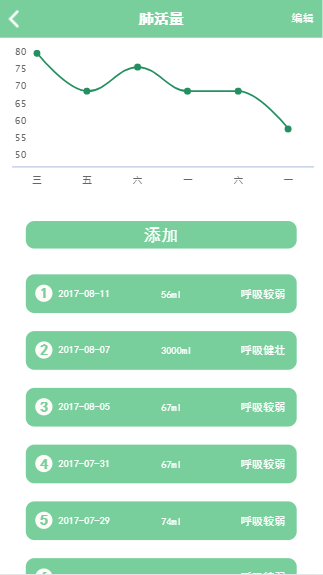 肺活量 编辑
80
75
70
65
60
55
50
三 五 六 一 六 一
添加
1 2017-08-11 56ml 呼吸较弱
2 2017-08-07 3000ml 呼吸健壮
3 2017-08-05 67ml 呼吸较弱
4 2017-07-31 67ml 呼吸较弱
5 2017-07-29 74ml 呼吸较弱